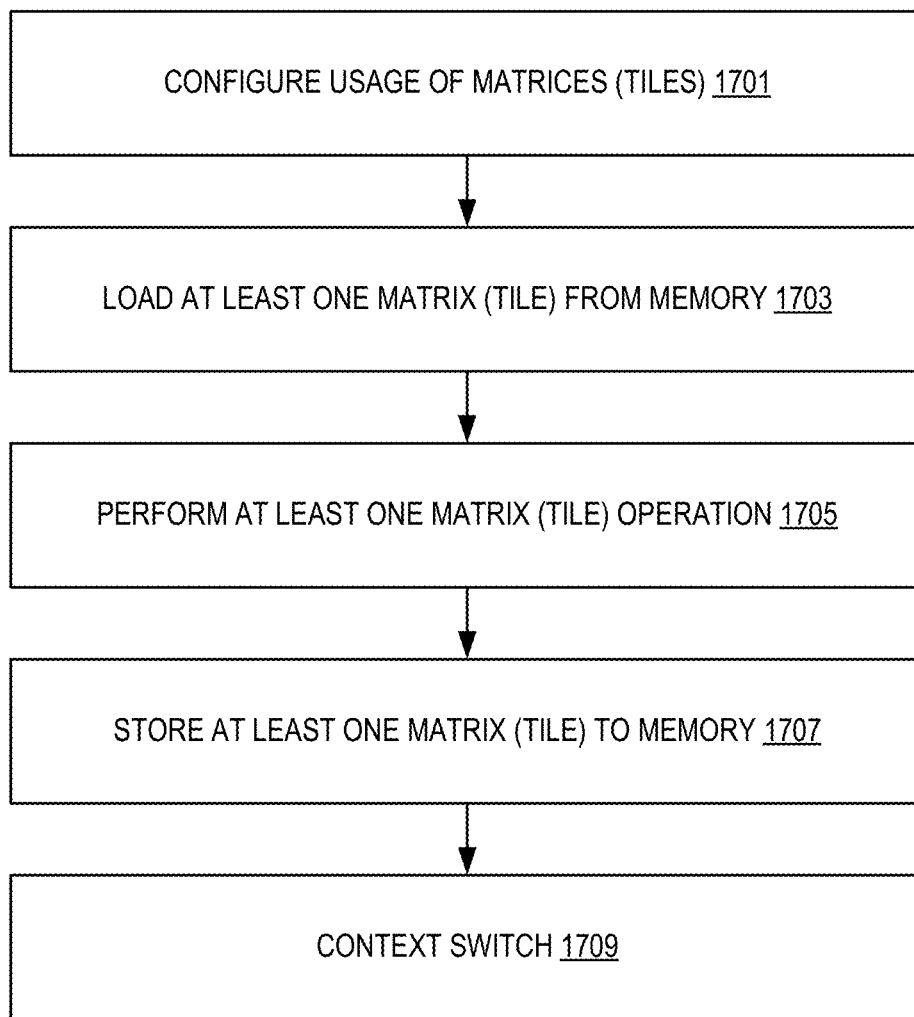 CONFIGURE USAGE OF MATRICES (TILES) 1701
LOAD AT LEAST ONE MATRIX (TILE) FROM MEMORY 1703
PERFORM AT LEAST ONE MATRIX (TILE) OPERATION 1705
STORE AT LEAST ONE MATRIX (TILE) TO MEMORY 1707
CONTEXT SWITCH 1709